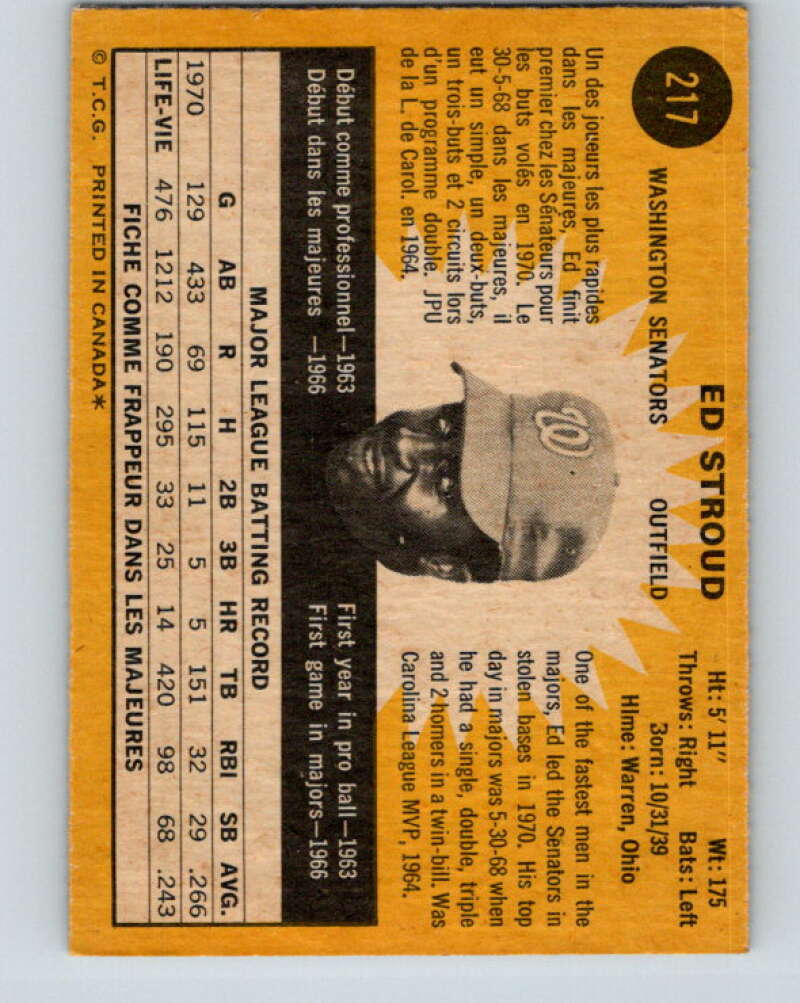 217
ED STROUD
WASHINGTON SENATORS OUTFIELD
Ht: 5' 11" Wt: 175
Throws: Right Bats: Left
3orn: 10/31/39
Hlme: Warren, Ohio
Un des joueurs les plus rapides
dans les majeures, Ed finit
premier chez les Sénateurs pour
les buts volés en 1970. Le
30-5-68 dans les majeures, il
eut un simple, un deux-buts,
un trois-buts et 2 circuits lors
d'un programme double. JPU
de la L. de Carol. en 1964.
W
One of the fastest men in the
majors, Ed led the Senators in
stolen bases in 1970. His top
day in majors was 5-30-68 when
he had a single, double, triple
and 2 homers in a twin-bill. Was
Carolina League MVP, 1964.
Début comme professionnel—1963
Début dans les majeures —1966
First year in pro ball—1963
First game in majors—1966
MAJOR LEAGUE BATTING RECORD
G AB R H 2B 3B HR TB RBI SB AVG.
1970 129 433 69 115 11 5 5 151 32 29 .266
LIFE-VIE 476 1212 190 295 33 25 14 420 98 68 .243
FICHE COMME FRAPPEUR DANS LES MAJEURES
© T.C.G. PRINTED IN CANADA*